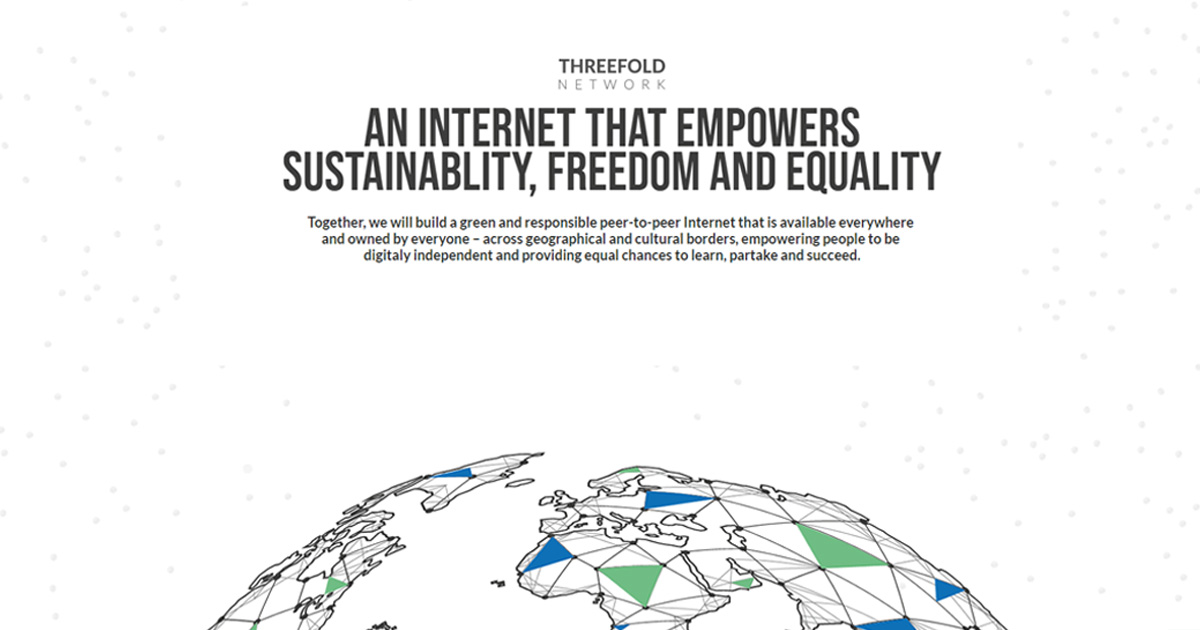 THREEFOLD
NETWORK
AN INTERNET THAT EMPOWERS
SUSTAINABLITY, FREEDOM AND EQUALITY
Together, we will build a green and responsible peer-to-peer Internet that is available everywhere
and owned by everyone – across geographical and cultural borders, empowering people to be
digitaly independent and providing equal chances to learn, partake and succeed.